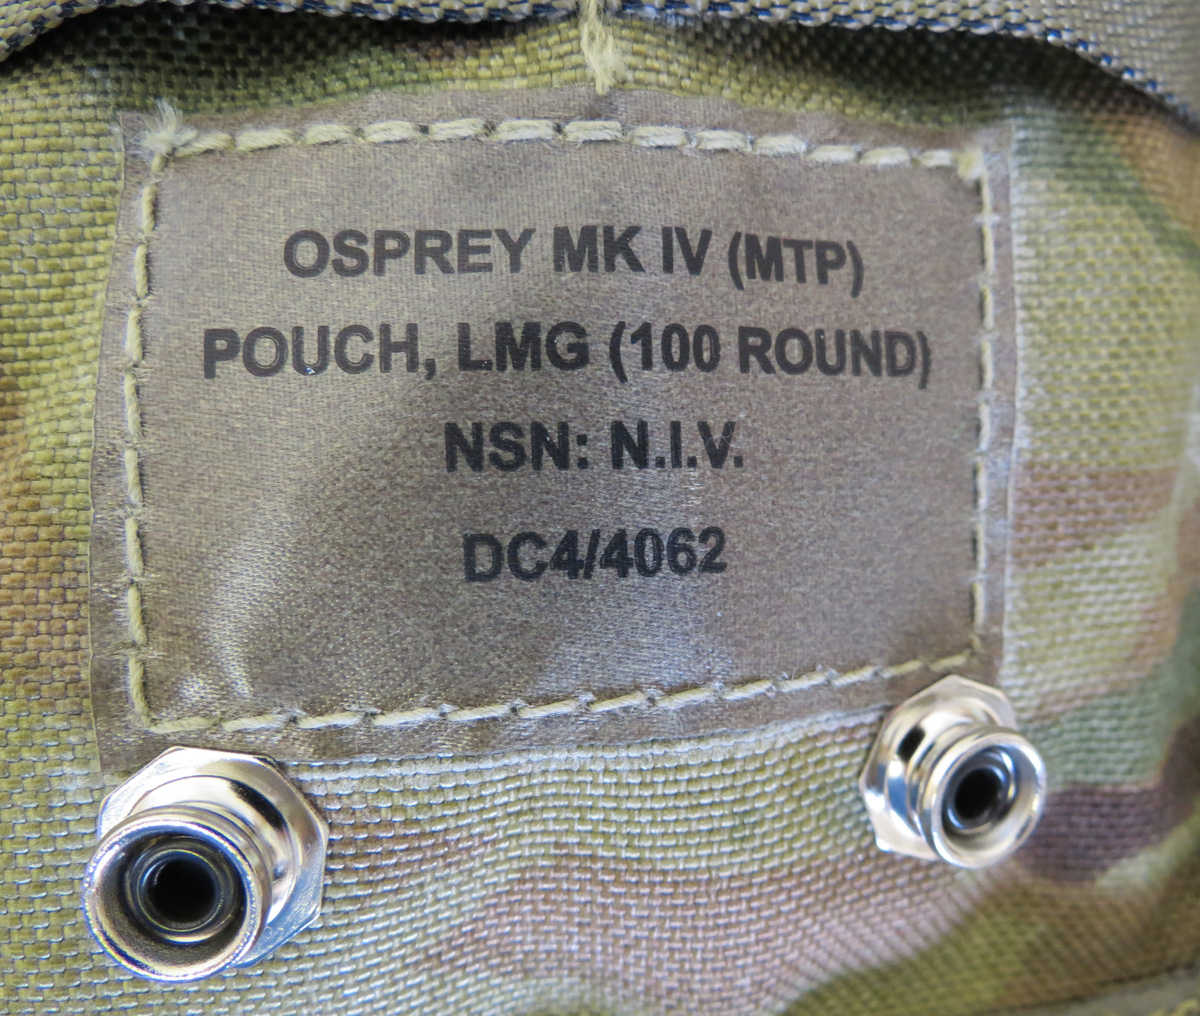 OSPREY MK IV (MTP)
POUCH, LMG (100 ROUND)
NSN: N.I.V.
DC4/4062